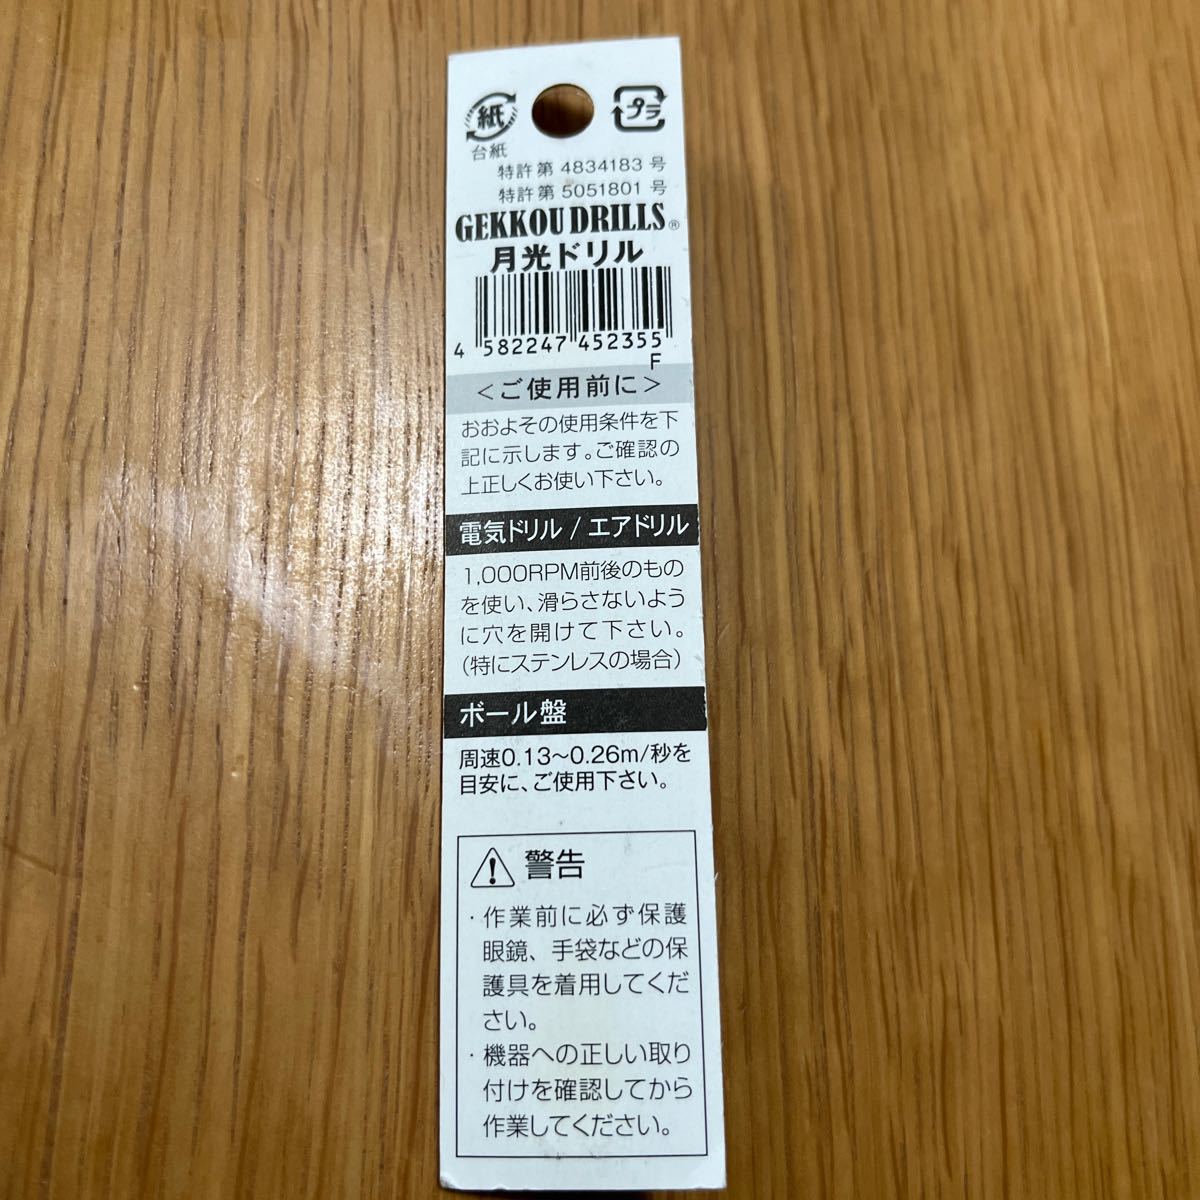 紙
プラ
台紙
特許第 4834183 号
特許第 5051801 号
GEKKOU DRILLS®
月光ドリル
4 582247 452355
F
＜ご使用前に＞
おおよその使用条件を下
記に示します。ご確認の
上正しくお使い下さい。
電気ドリル / エアドリル
1,000RPM前後のもの
を使い、滑らさないよう
に穴を開けて下さい。
(特にステンレスの場合)
ボール盤
周速0.13～0.26m/秒を
目安に、ご使用下さい。
警告
・作業前に必ず保護
眼鏡、手袋などの保
護具を着用してくだ
さい。
・機器への正しい取り
付けを確認してから
作業してください。